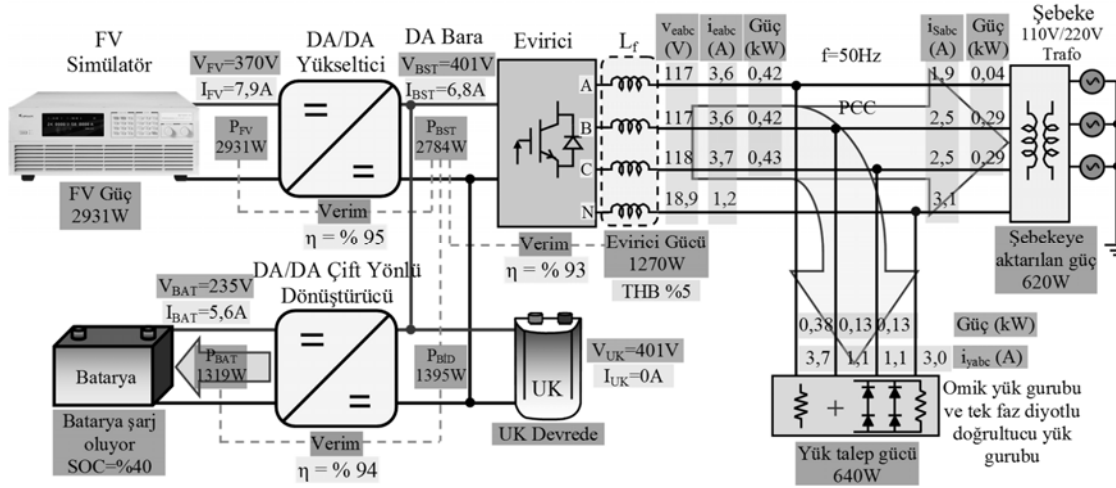 FV
Simülatör
V_FV=370V
I_FV=7,9A
P_FV
2931W
FV Güç
2931W
DA/DA
Yükseltici
Verim
η = % 95
DA Bara
V_BST=401V
I_BST=6,8A
P_BST
2784W
Evirici
L_f
A
B
C
N
Verim
η = % 93
v_eabc
(V)
i_eabc
(A)
Güç
(kW)
117 3,6 0,42
117 3,6 0,42
118 3,7 0,43
18,9 1,2
Evirici Gücü
1270W
THB %5
f=50Hz
PCC
i_Sabc
(A)
Güç
(kW)
1,9 0,04
2,5 0,29
2,5 0,29
3,1
Şebeke
110V/220V
Trafo
Şebekeye
aktarılan güç
620W
DA/DA Çift Yönlü
Dönüştürücü
V_BAT=235V
I_BAT=5,6A
P_BAT
1319W
Batarya
Batarya şarj
oluyor
SOC=%40
Verim
η = % 94
P_BİD
1395W
UK
V_UK=401V
I_UK=0A
UK Devrede
0,38 0,13 0,13
Güç (kW)
3,7 1,1 1,1 3,0
i_yabc (A)
+
Omik yük gurubu
ve tek faz diyotlu
doğrultucu yük
gurubu
Yük talep gücü
640W